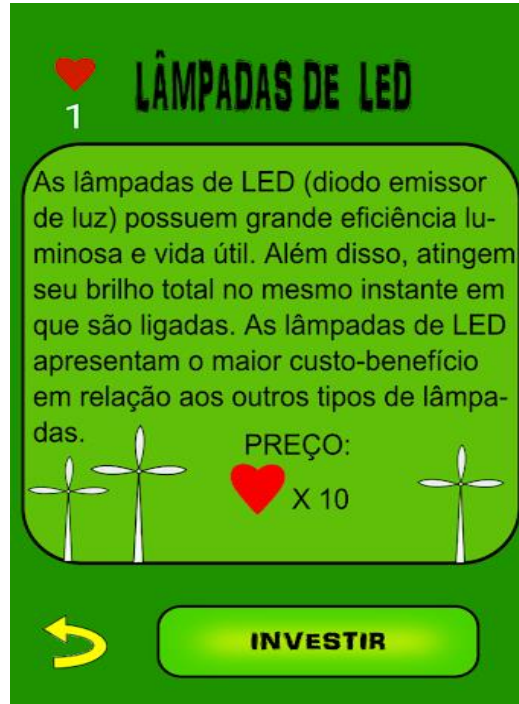 LÂMPADAS DE LED
1
As lâmpadas de LED (diodo emissor
de luz) possuem grande eficiência lu-
minosa e vida útil. Além disso, atingem
seu brilho total no mesmo instante em
que são ligadas. As lâmpadas de LED
apresentam o maior custo-benefício
em relação aos outros tipos de lâmpa-
das.
PREÇO:
X 10
INVESTIR